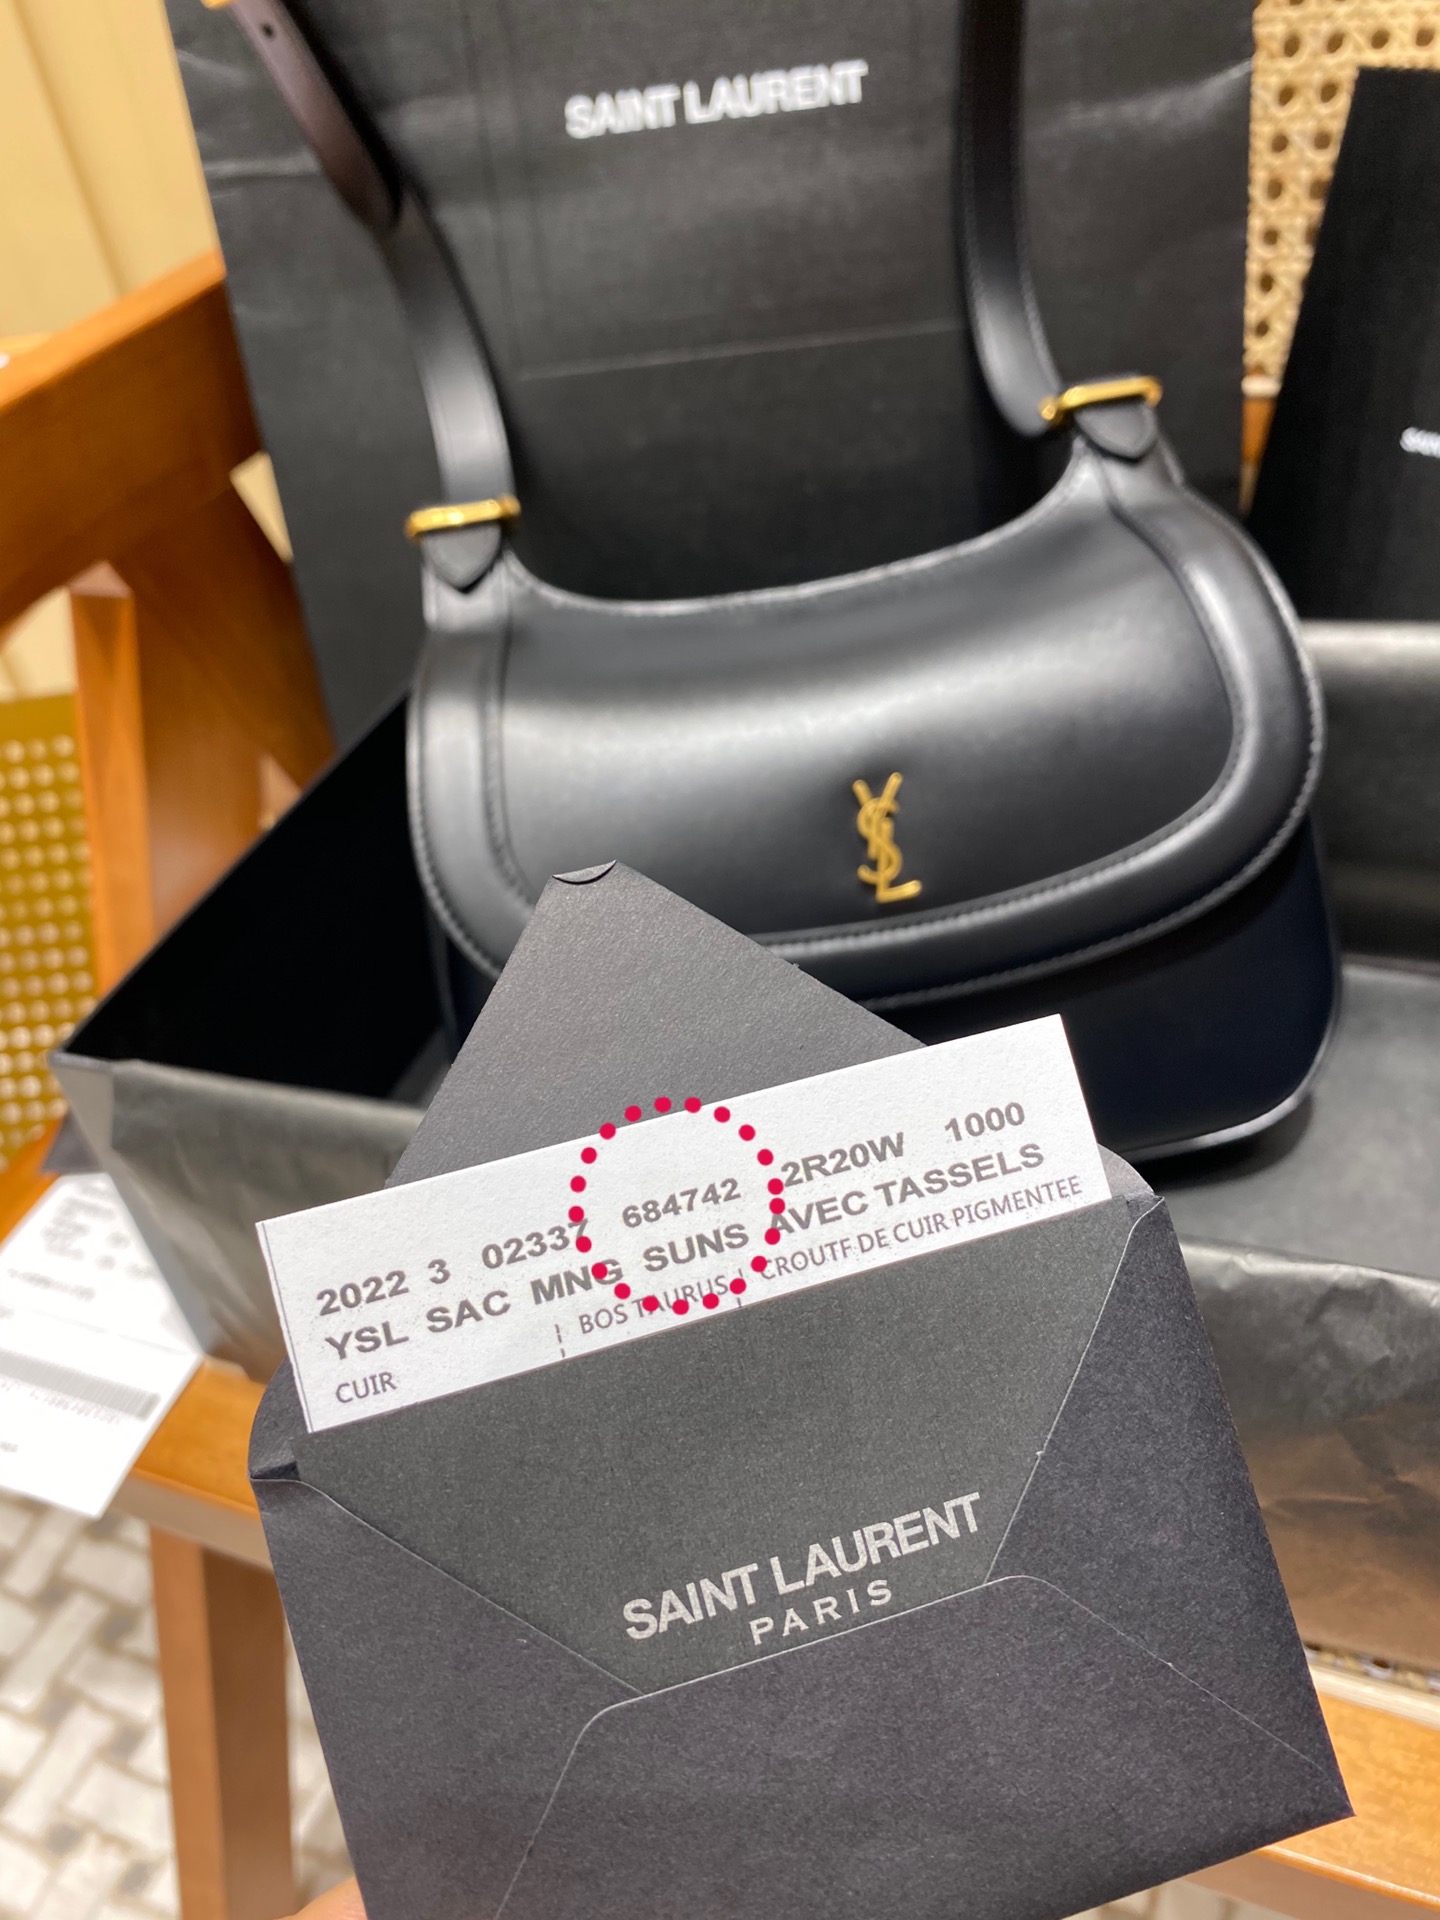 SAINT LAURENT
YSL
2022 3 02337 684742 2R20W 1000
YSL SAC MNG SUNS AVEC TASSELS
CUIR BOS TAURUS CROUTE DE CUIR PIGMENTEE
SAINT LAURENT
PARIS